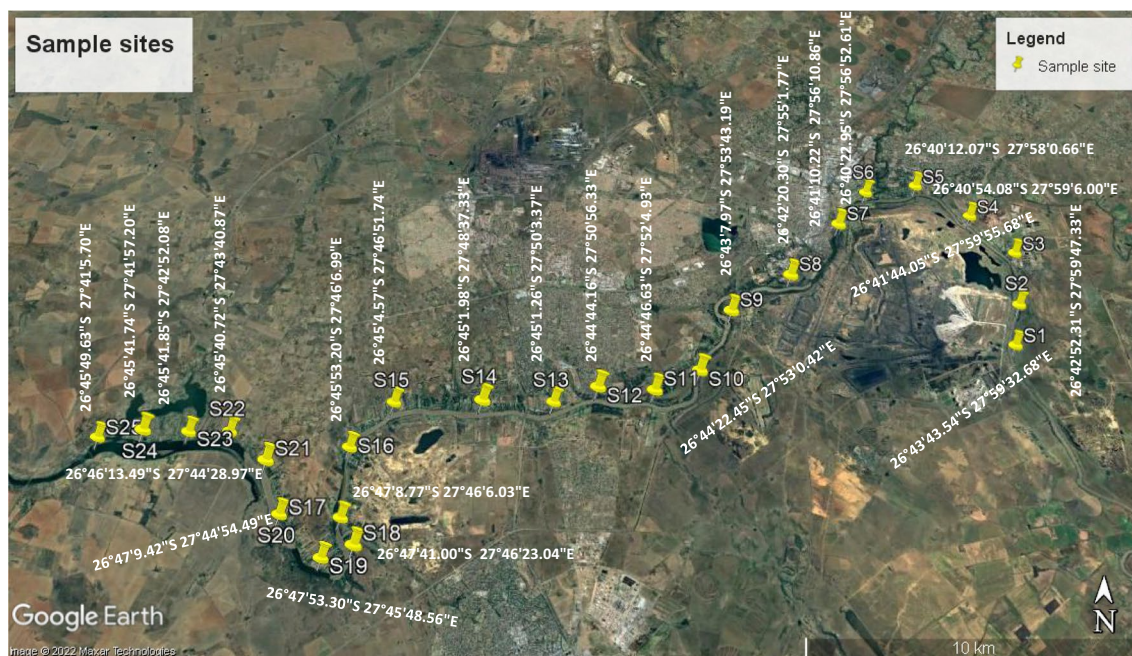 Sample sites
Legend
Sample site
26°45'49.63"S 27°41'5.70"E
26°45'41.74"S 27°41'57.20"E
26°45'41.85"S 27°42'52.08"E
26°45'40.72"S 27°43'40.87"E
26°45'53.20"S 27°46'6.99"E
26°45'4.57"S 27°46'51.74"E
26°45'1.98"S 27°48'37.33"E
26°45'1.26"S 27°50'3.37"E
26°44'44.16"S 27°50'56.33"E
26°44'46.63"S 27°52'4.93"E
26°43'7.97"S 27°53'43.19"E
26°42'20.30"S 27°55'1.77"E
26°41'10.22"S 27°56'10.86"E
26°40'22.95"S 27°56'52.61"E
26°40'12.07"S 27°58'0.66"E
26°40'54.08"S 27°59'6.00"E
26°41'44.05"S 27°59'55.68"E
26°42'52.31"S 27°59'47.33"E
26°43'43.54"S 27°59'32.68"E
26°44'22.45"S 27°53'0.42"E
S6
S5
S4
S7
S3
S8
S2
S9
S1
S10
S11
S12
S13
S14
S15
S16
S22
S25
S23
S24
S21
26°46'13.49"S 27°44'28.97"E
S17
26°47'8.77"S 27°46'6.03"E
S20
26°47'9.42"S 27°44'54.49"E
S18
26°47'41.00"S 27°46'23.04"E
S19
26°47'53.30"S 27°45'48.56"E
Google Earth
Image © 2022 Maxar Technologies
10 km
N